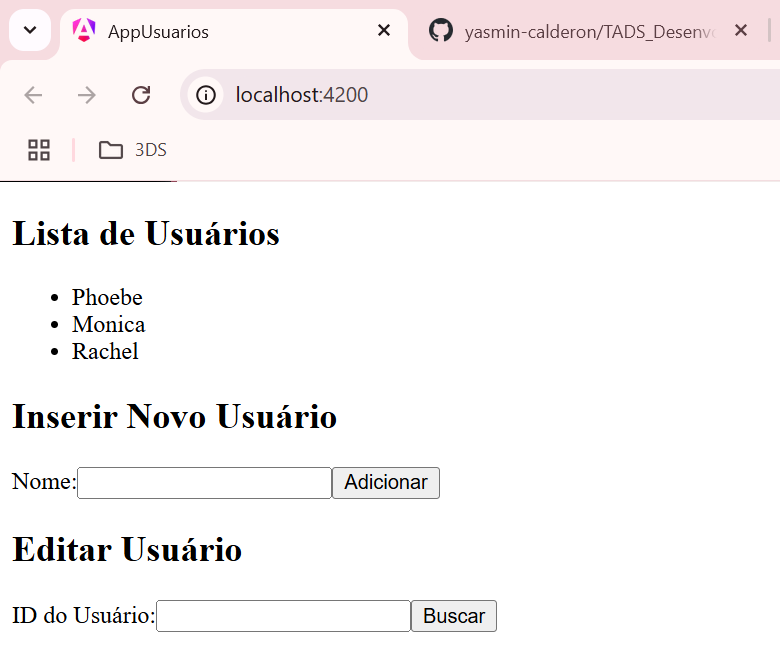 AppUsuarios
yasmin-calderon/TADS_Desenv
localhost:4200
3DS
Lista de Usuários
Phoebe
Monica
Rachel
Inserir Novo Usuário
Nome: Adicionar
Editar Usuário
ID do Usuário: Buscar